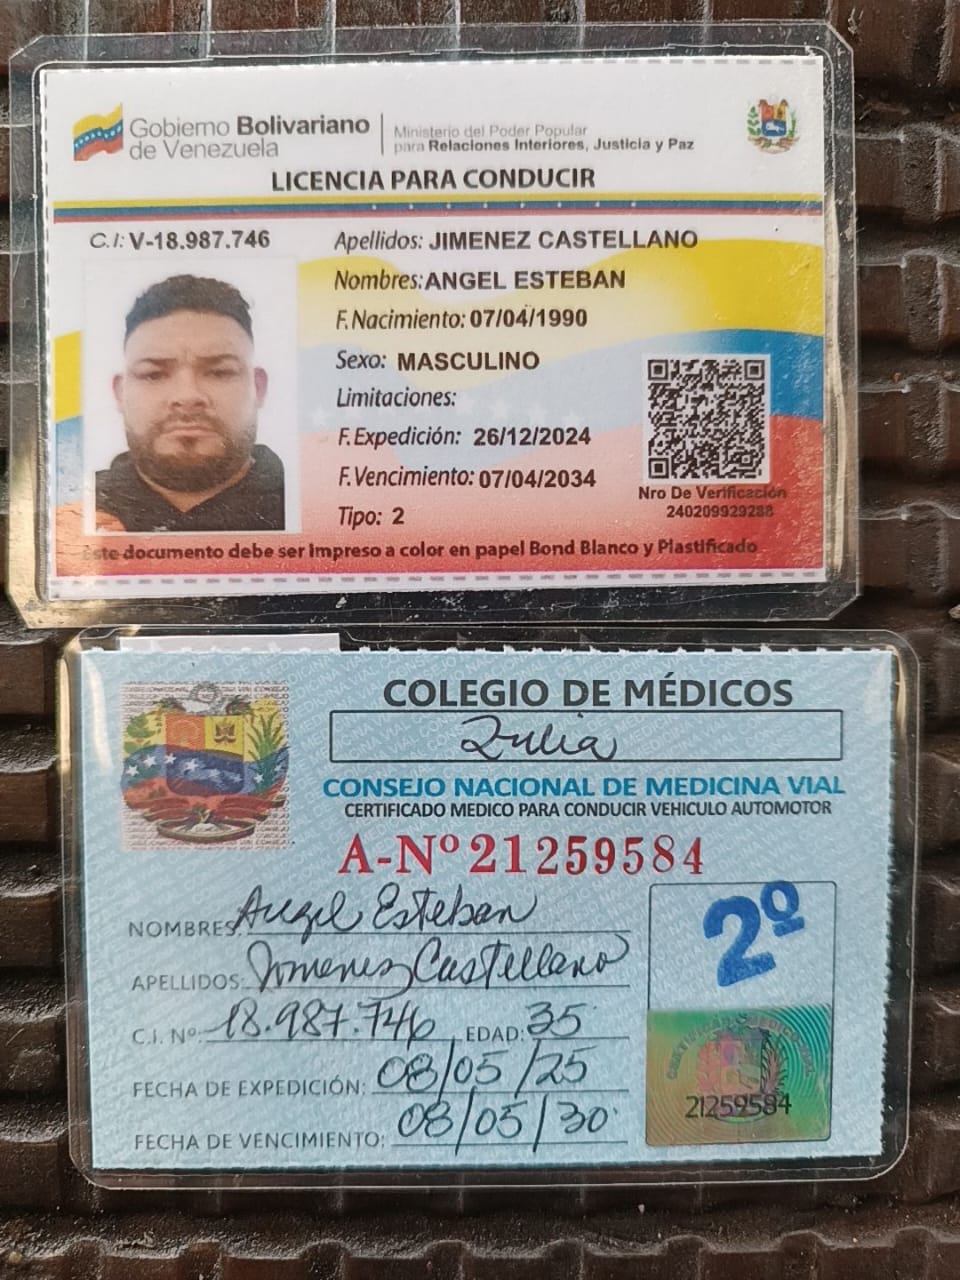 Gobierno Bolivariano
de Venezuela
Ministerio del Poder Popular
para Relaciones Interiores, Justicia y Paz
LICENCIA PARA CONDUCIR
C.I: V-18.987.746
Apellidos: JIMENEZ CASTELLANO
Nombres: ANGEL ESTEBAN
F. Nacimiento: 07/04/1990
Sexo: MASCULINO
Limitaciones:
F. Expedición: 26/12/2024
F. Vencimiento: 07/04/2034
Tipo: 2
Nro De Verificación
240209929288
Este documento debe ser Impreso a color en papel Bond Blanco y Plastificado
COLEGIO DE MÉDICOS
Zulia
CONSEJO NACIONAL DE MEDICINA VIAL
CERTIFICADO MEDICO PARA CONDUCIR VEHICULO AUTOMOTOR
A-Nº 21259584
NOMBRES: Angel Esteban
APELLIDOS: Jimenez Castellano
C.I. Nº: 18.987.746 EDAD: 35
FECHA DE EXPEDICIÓN: 08/05/25
FECHA DE VENCIMIENTO: 08/05/30
2º
21259584